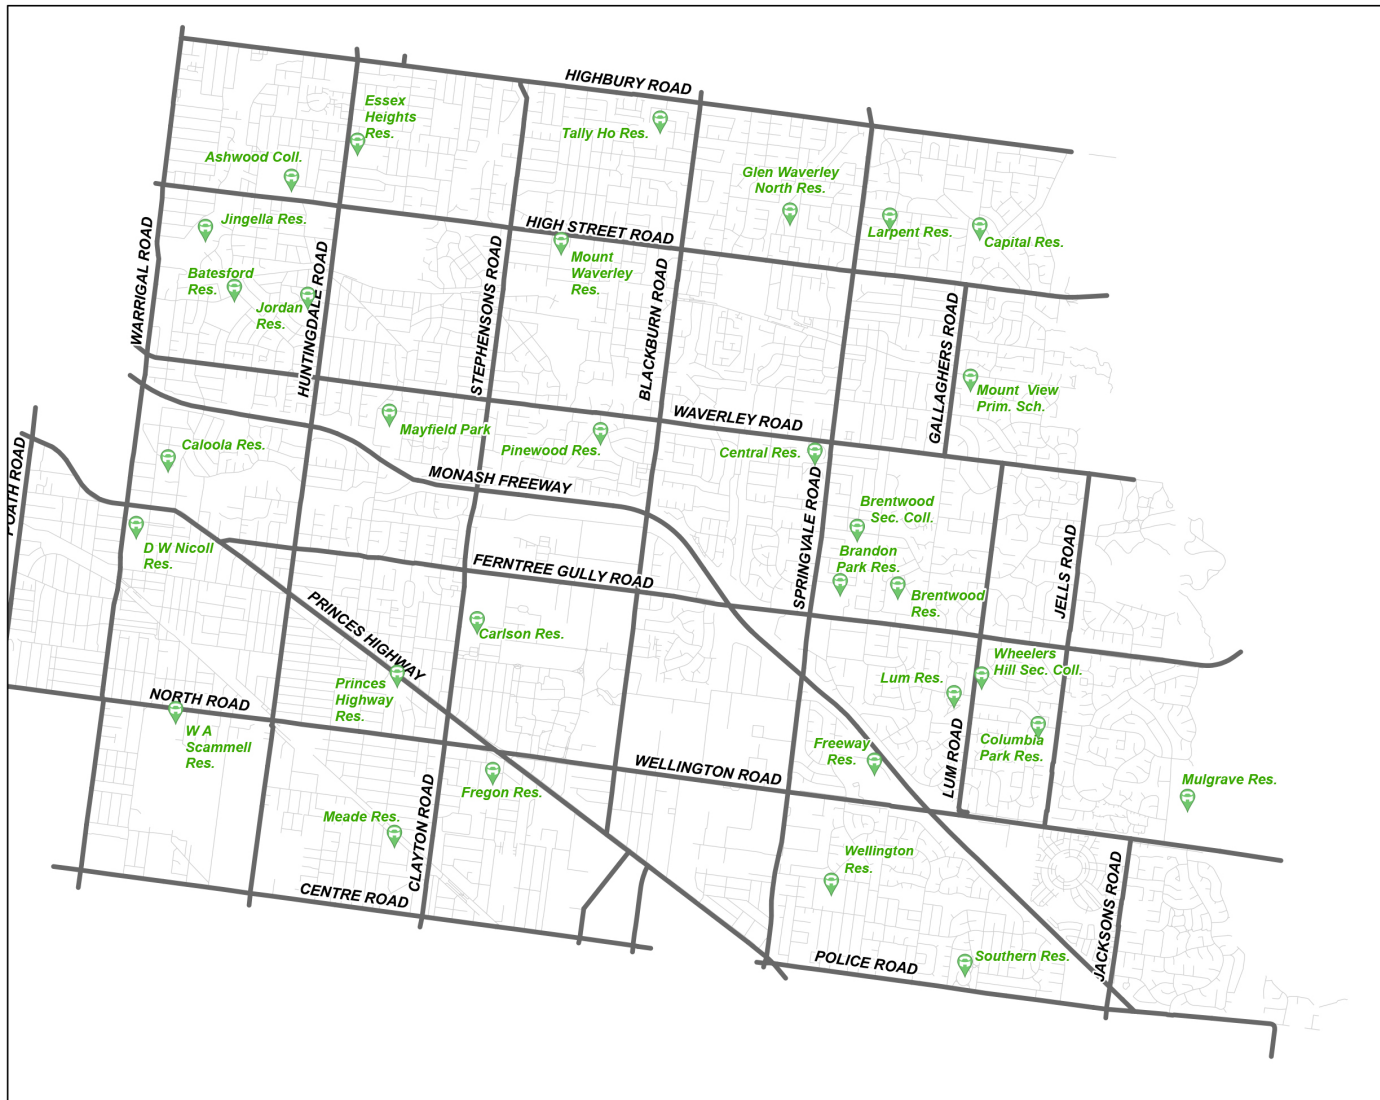 HIGHBURY ROAD
Essex
Heights
Res.
Tally Ho Res.
Ashwood Coll.
Glen Waverley
North Res.
Jingella Res.
HIGH STREET ROAD
Larpent Res.
Capital Res.
WARRIGAL ROAD
Batesford
Res.
Jordan
Res.
HUNTINGDALE ROAD
STEPHENSONS ROAD
Mount
Waverley
Res.
BLACKBURN ROAD
GALLAGHERS ROAD
Mount View
Prim. Sch.
Mayfield Park
WAVERLEY ROAD
Caloola Res.
Pinewood Res.
Central Res.
POATH ROAD
MONASH FREEWAY
SPRINGVALE ROAD
Brentwood
Sec. Coll.
D W Nicoll
Res.
Brandon
Park Res.
JELLS ROAD
FERNTREE GULLY ROAD
Brentwood
Res.
PRINCES HIGHWAY
Carlson Res.
Wheelers
Hill Sec. Coll.
Princes
Highway
Res.
Lum Res.
NORTH ROAD
W A
Scammell
Res.
Freeway
Res.
LUM ROAD
Columbia
Park Res.
WELLINGTON ROAD
Mulgrave Res.
Fregon Res.
Meade Res.
CLAYTON ROAD
Wellington
Res.
CENTRE ROAD
JACKSONS ROAD
POLICE ROAD
Southern Res.